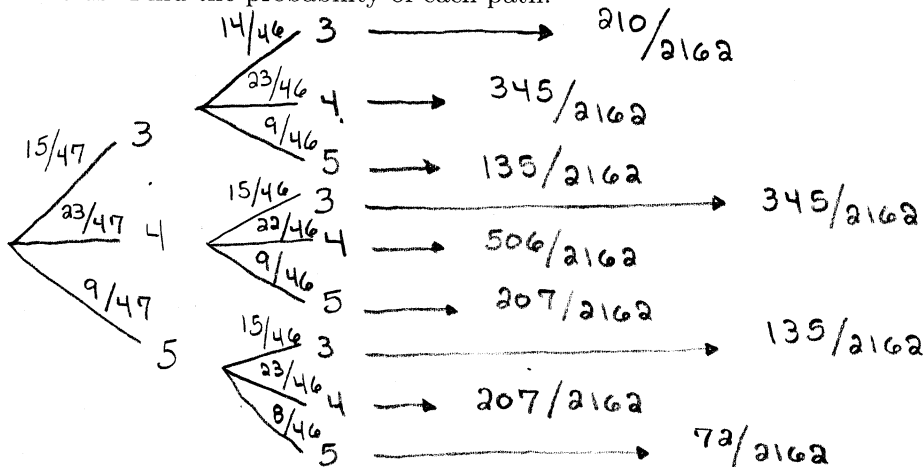 Find the probability of each path.
14/46 3 210/2162
23/46 4 345/2162
15/47 3 9/46 5 135/2162
15/46 3 345/2162
23/47 4 22/46 4 506/2162
9/46 5 207/2162
9/47 5 15/46 3 135/2162
23/46 4 207/2162
8/46 5 72/2162